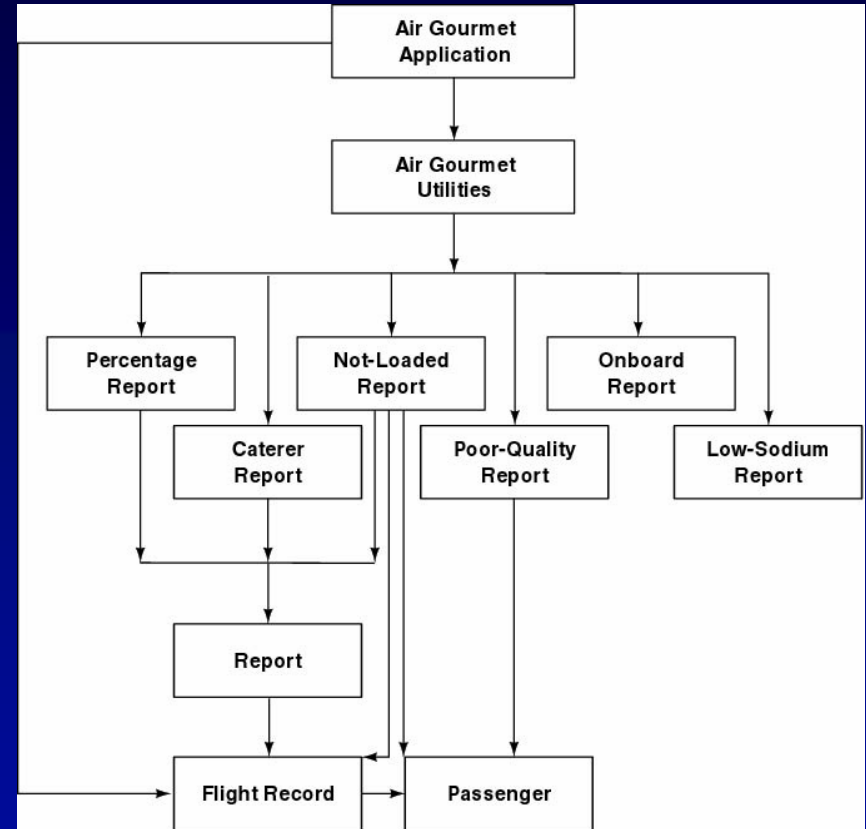 Air Gourmet
Application
Air Gourmet
Utilities
Percentage
Report
Not-Loaded
Report
Onboard
Report
Caterer
Report
Poor-Quality
Report
Low-Sodium
Report
Report
Flight Record
Passenger